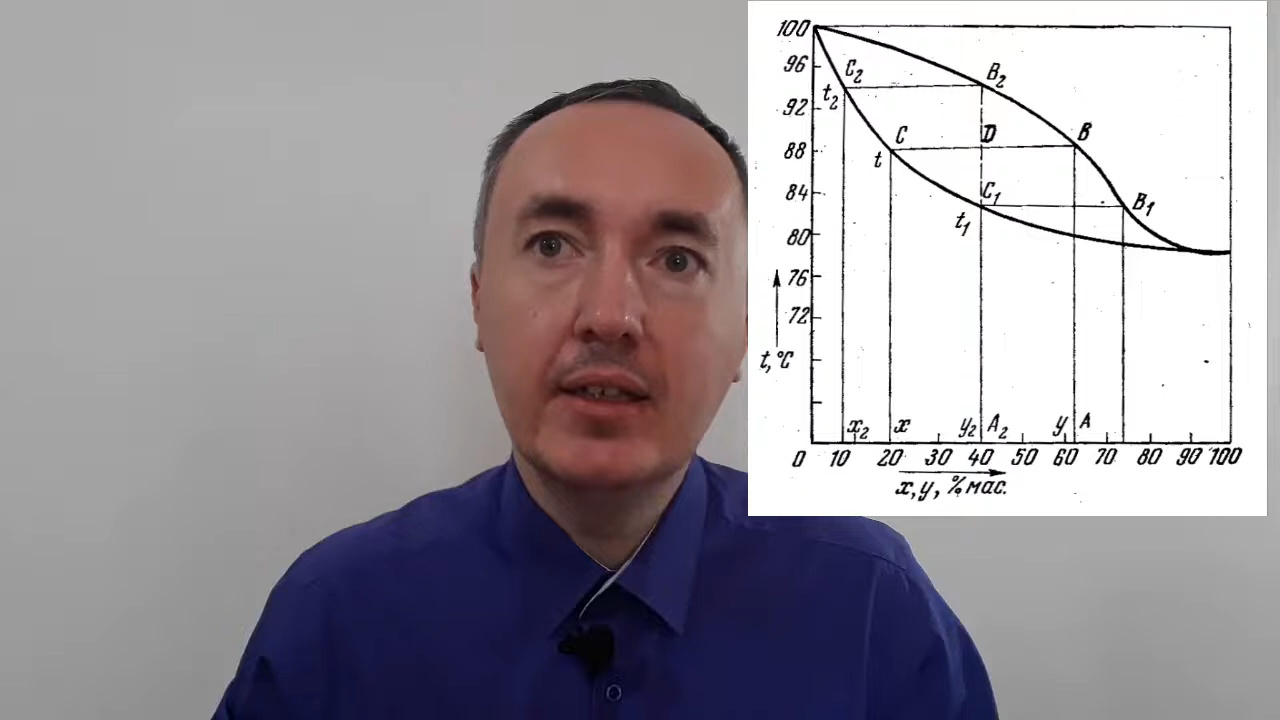 100
96
C₂
B₂
t₂
92
C
D
B
88
t
84
C₁
B₁
t₁
80
76
72
t,°C
x₂ x y₂ A₂ y A
0 10 20 30 40 50 60 70 80 90 100
x,y, % мас.